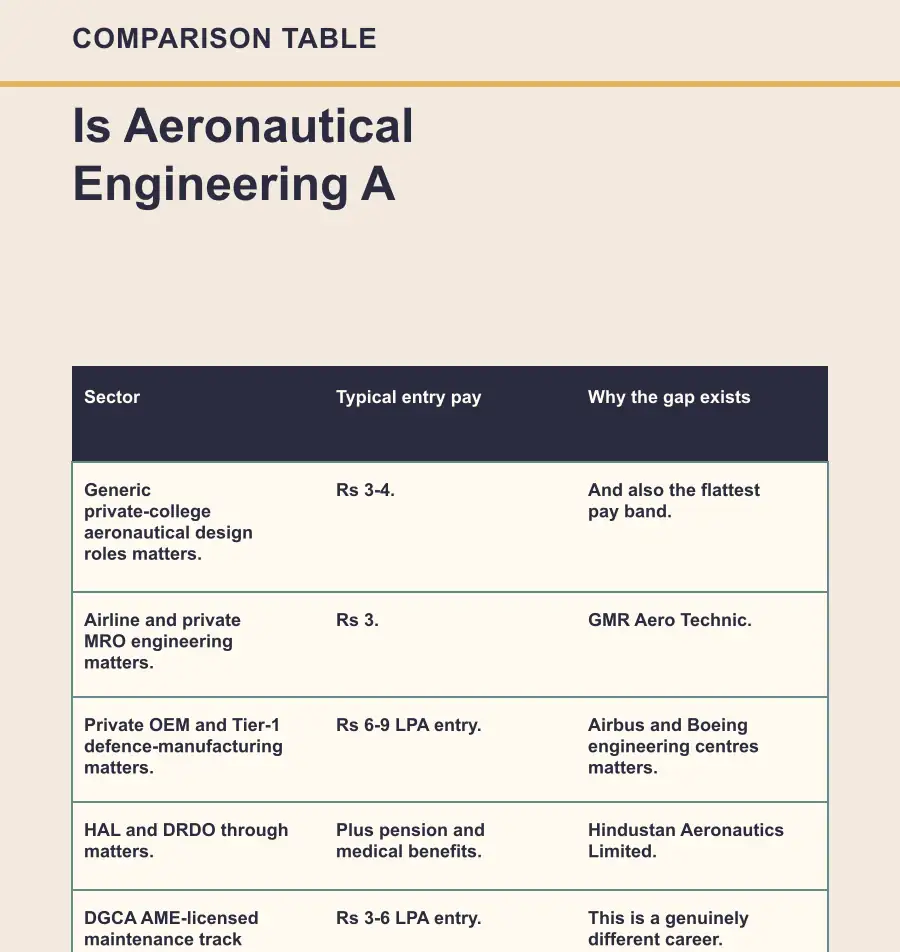 COMPARISON TABLE
Is Aeronautical
Engineering A
Sector
Typical entry pay
Why the gap exists
Generic
private-college
aeronautical design
roles matters.
Rs 3-4.
And also the flattest
pay band.
Airline and private
MRO engineering
matters.
Rs 3.
GMR Aero Technic.
Private OEM and Tier-1
defence-manufacturing
matters.
Rs 6-9 LPA entry.
Airbus and Boeing
engineering centres
matters.
HAL and DRDO through
matters.
Plus pension and
medical benefits.
Hindustan Aeronautics
Limited.
DGCA AME-licensed
maintenance track
Rs 3-6 LPA entry.
This is a genuinely
different career.